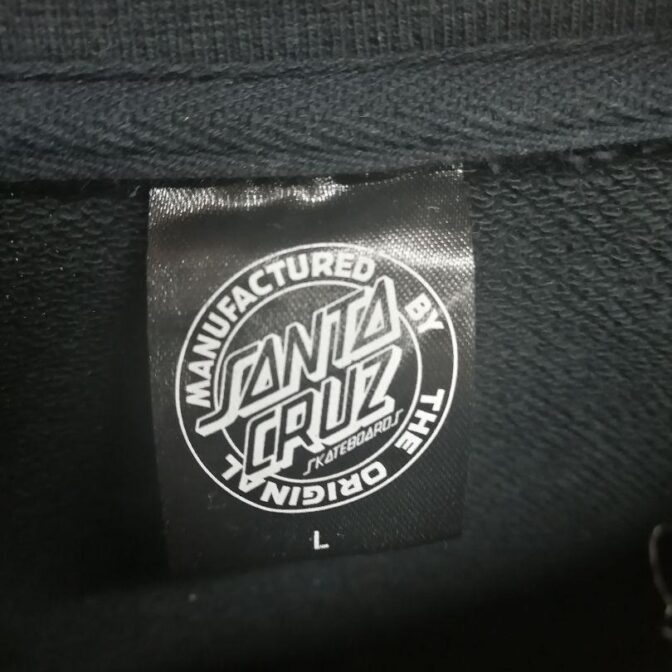 MANUFACTURED BY THE ORIGINAL
SANTA
CRUZ
SKATEBOARDS
L